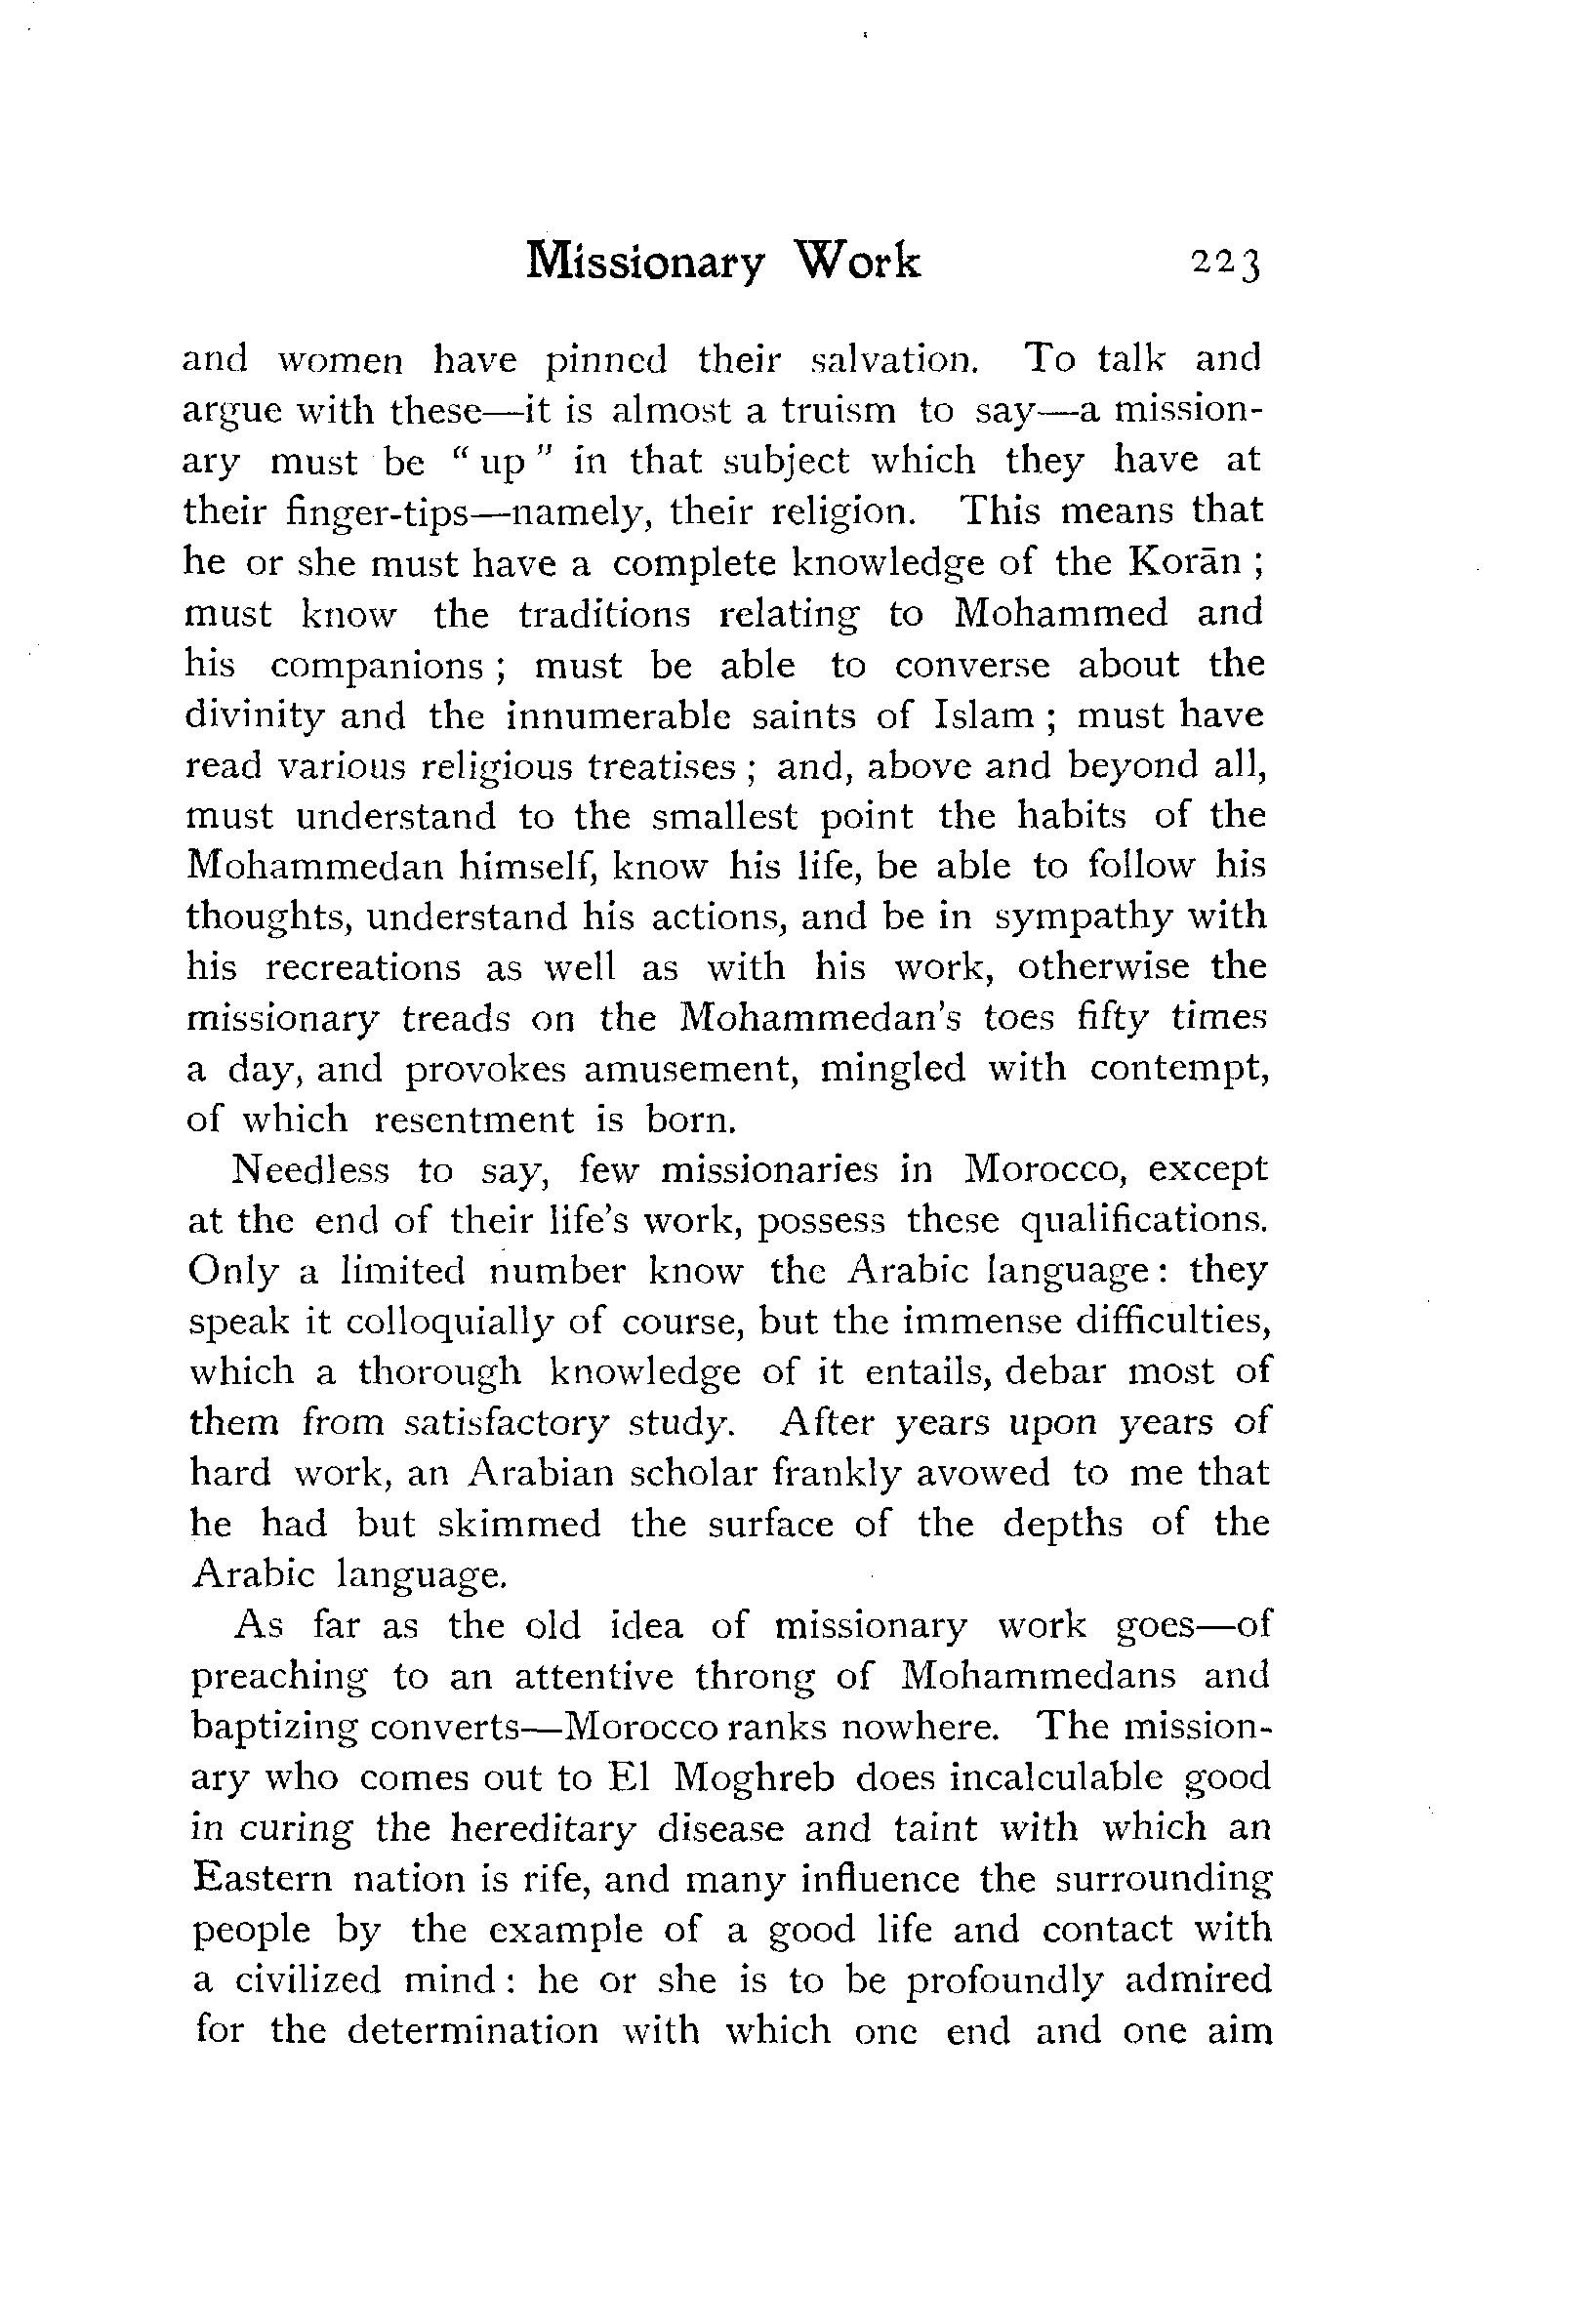 Missionary Work 223
and women have pinned their salvation. To talk and
argue with these—it is almost a truism to say—a mission-
ary must be “ up ” in that subject which they have at
their finger-tips—namely, their religion. This means that
he or she must have a complete knowledge of the Korān ;
must know the traditions relating to Mohammed and
his companions ; must be able to converse about the
divinity and the innumerable saints of Islam ; must have
read various religious treatises ; and, above and beyond all,
must understand to the smallest point the habits of the
Mohammedan himself, know his life, be able to follow his
thoughts, understand his actions, and be in sympathy with
his recreations as well as with his work, otherwise the
missionary treads on the Mohammedan's toes fifty times
a day, and provokes amusement, mingled with contempt,
of which resentment is born.
Needless to say, few missionaries in Morocco, except
at the end of their life's work, possess these qualifications.
Only a limited number know the Arabic language: they
speak it colloquially of course, but the immense difficulties,
which a thorough knowledge of it entails, debar most of
them from satisfactory study. After years upon years of
hard work, an Arabian scholar frankly avowed to me that
he had but skimmed the surface of the depths of the
Arabic language.
As far as the old idea of missionary work goes—of
preaching to an attentive throng of Mohammedans and
baptizing converts—Morocco ranks nowhere. The mission-
ary who comes out to El Moghreb does incalculable good
in curing the hereditary disease and taint with which an
Eastern nation is rife, and many influence the surrounding
people by the example of a good life and contact with
a civilized mind : he or she is to be profoundly admired
for the determination with which one end and one aim